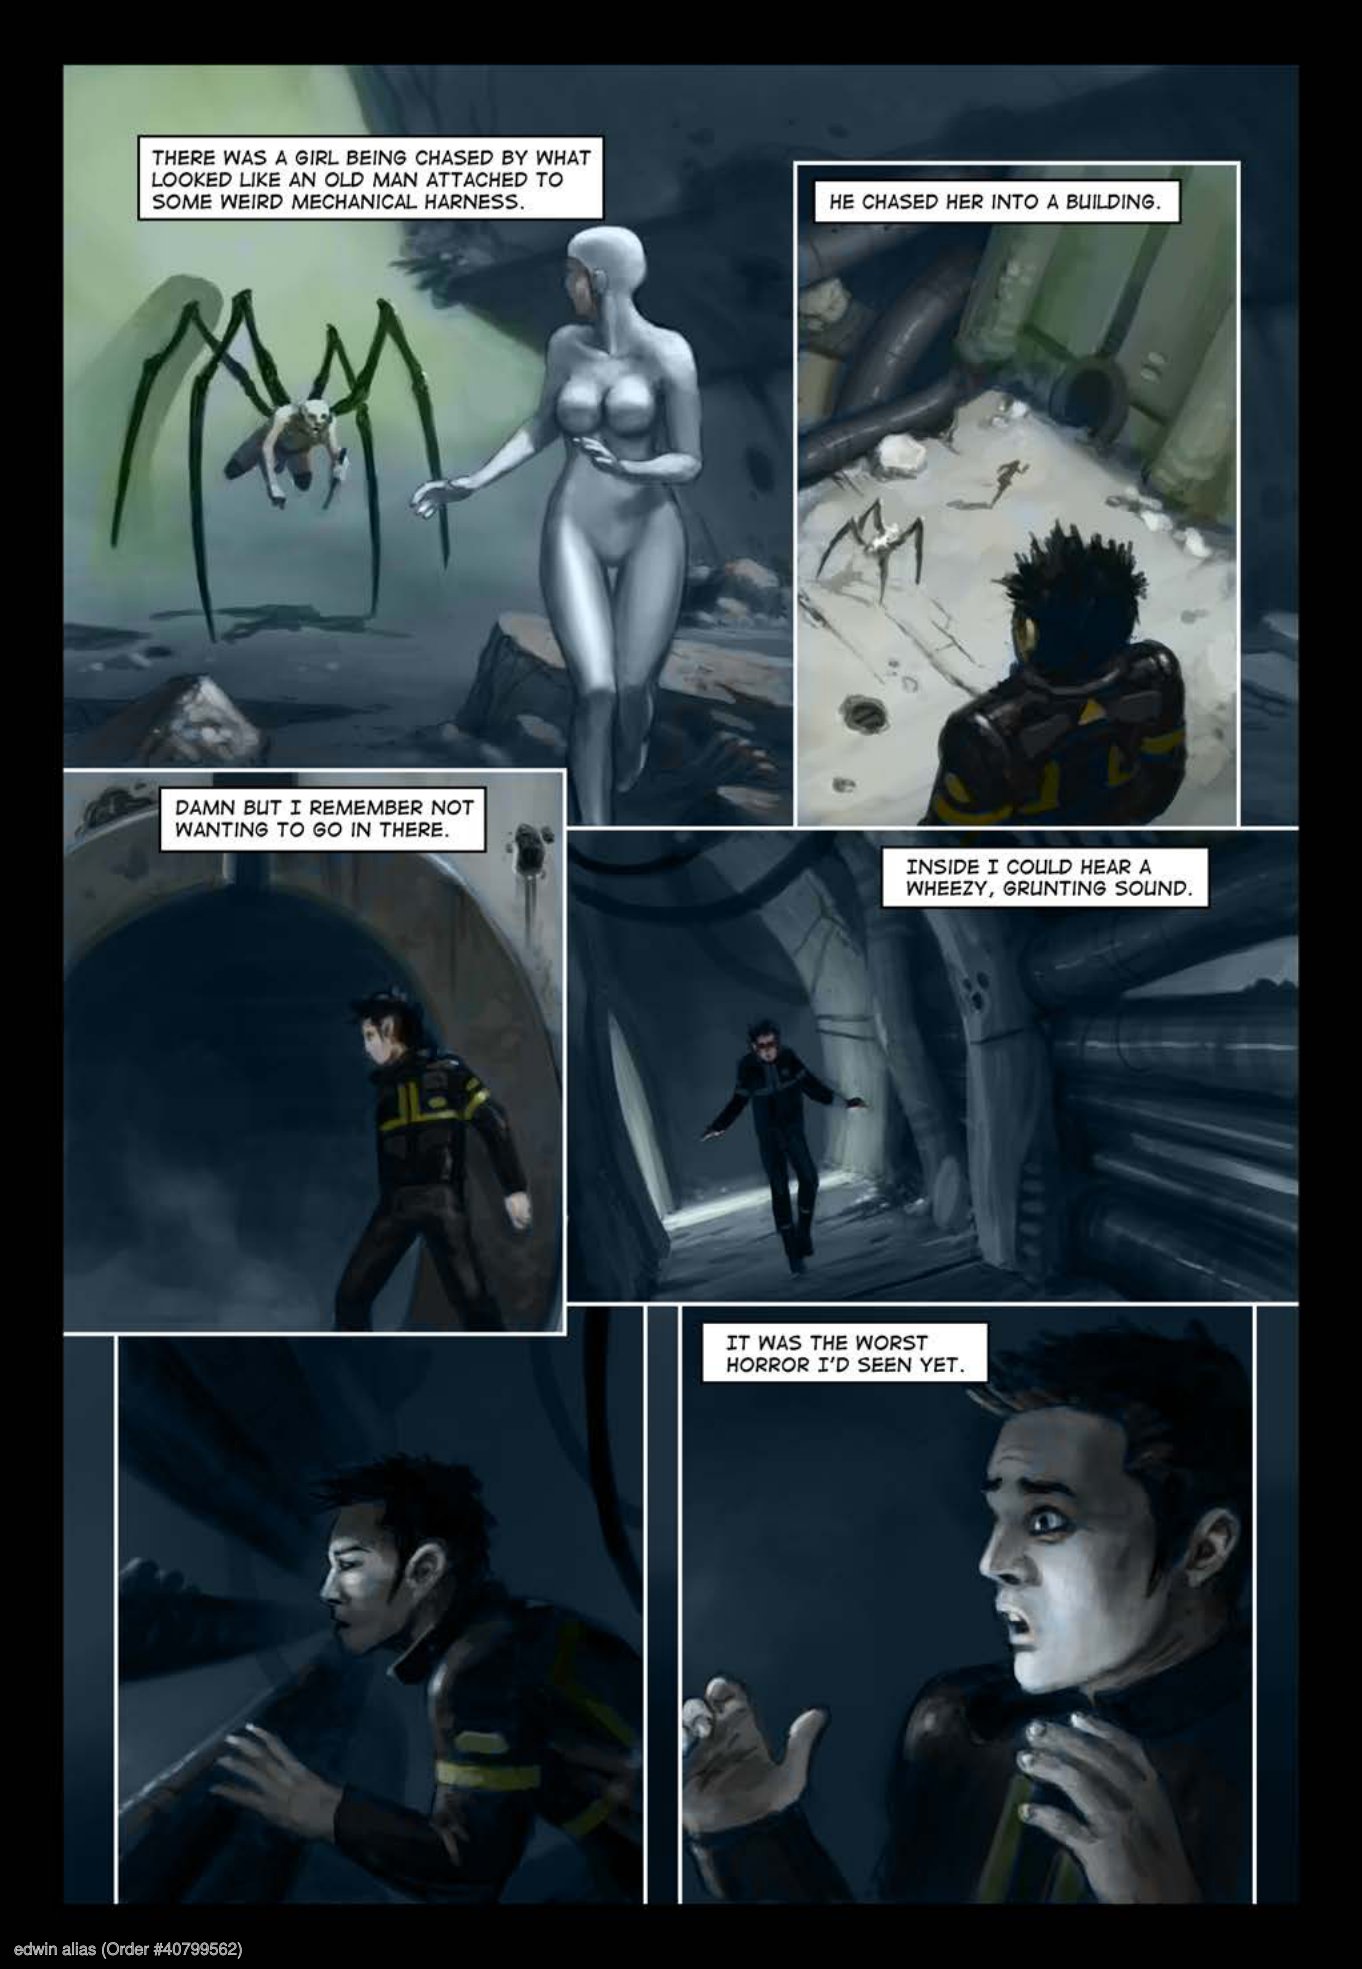 THERE WAS A GIRL BEING CHASED BY WHAT
LOOKED LIKE AN OLD MAN ATTACHED TO
SOME WEIRD MECHANICAL HARNESS.
HE CHASED HER INTO A BUILDING.
DAMN BUT I REMEMBER NOT
WANTING TO GO IN THERE.
INSIDE I COULD HEAR A
WHEEZY, GRUNTING SOUND.
IT WAS THE WORST
HORROR I'D SEEN YET.
edwin alias (Order #40799562)